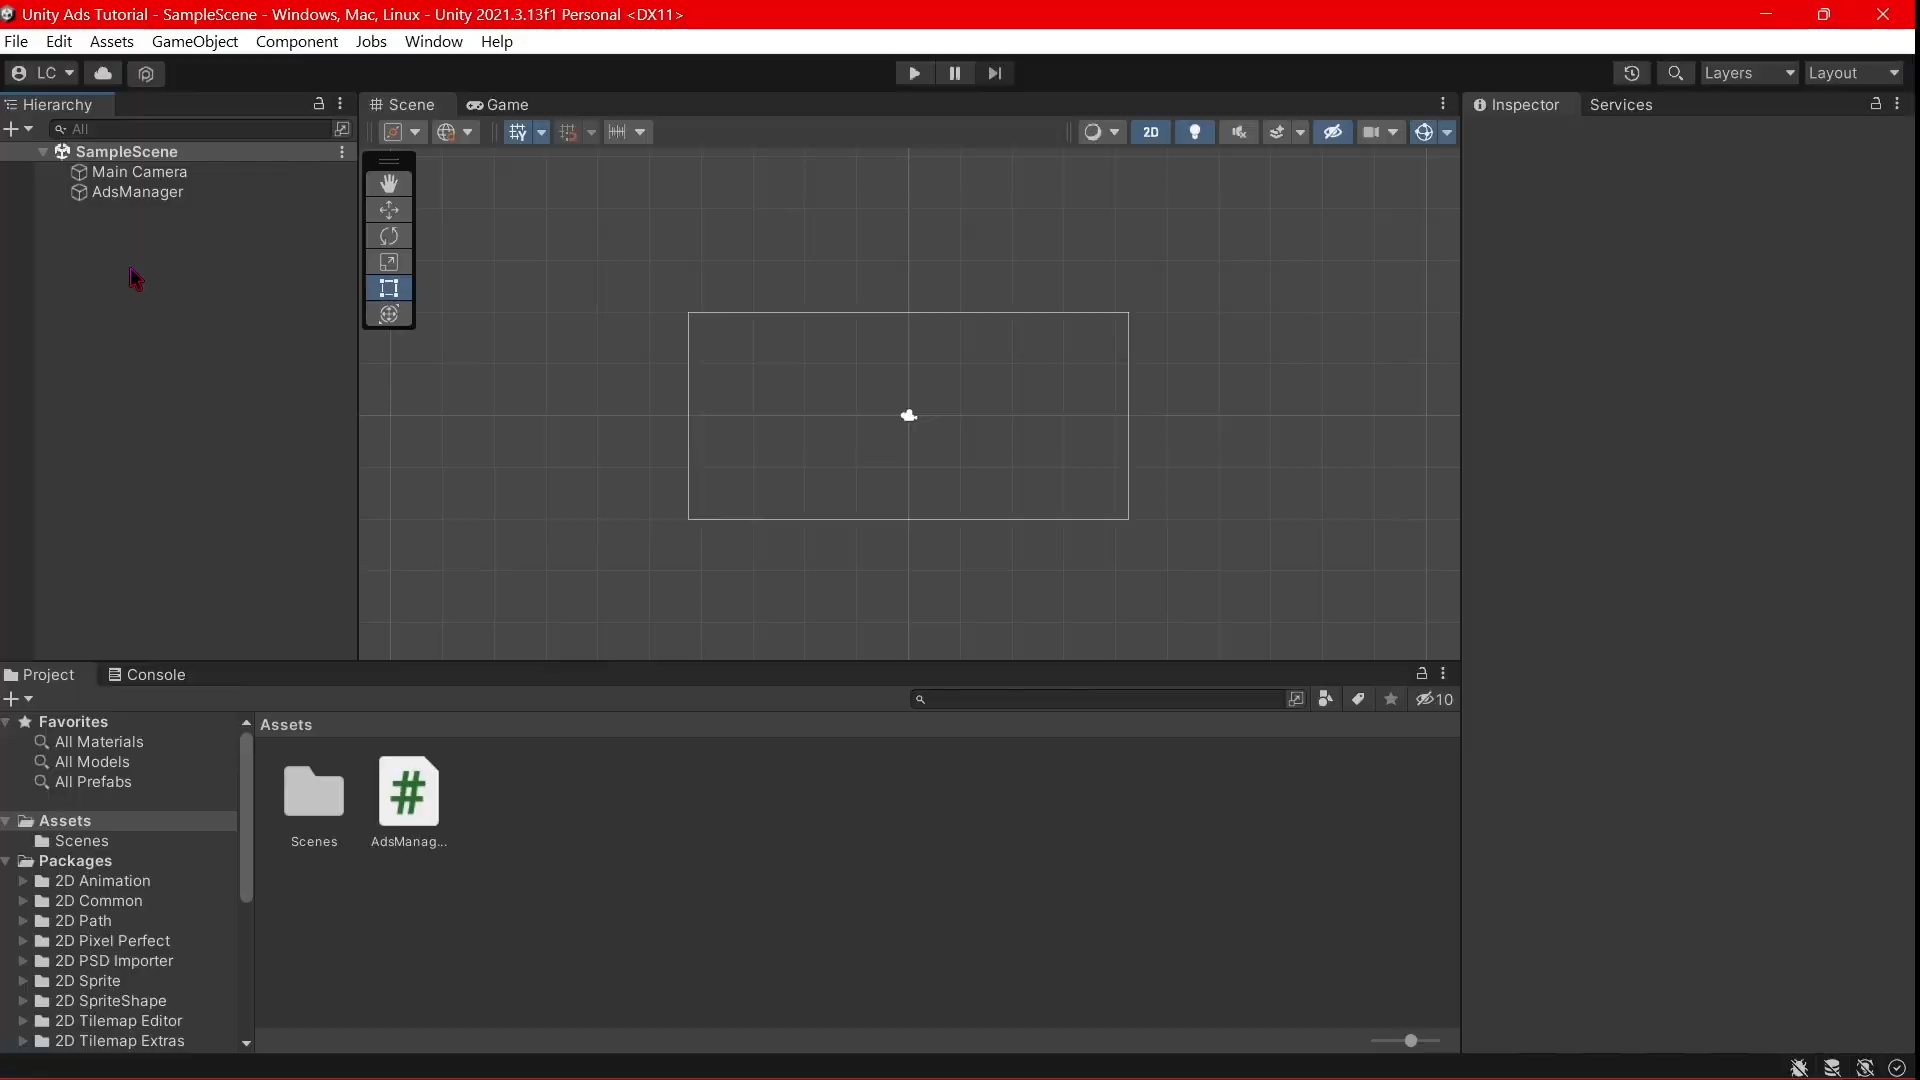 Unity Ads Tutorial - SampleScene - Windows, Mac, Linux - Unity 2021.3.13f1 Personal <DX11>
File Edit Assets GameObject Component Jobs Window Help
LC Layers Layout
Hierarchy
All
SampleScene
Main Camera
AdsManager
Scene Game
2D
Inspector Services
Project Console
10
Favorites
All Materials
All Models
All Prefabs
Assets
Scenes
Packages
2D Animation
2D Common
2D Path
2D Pixel Perfect
2D PSD Importer
2D Sprite
2D SpriteShape
2D Tilemap Editor
2D Tilemap Extras
Assets
#
Scenes AdsManag...